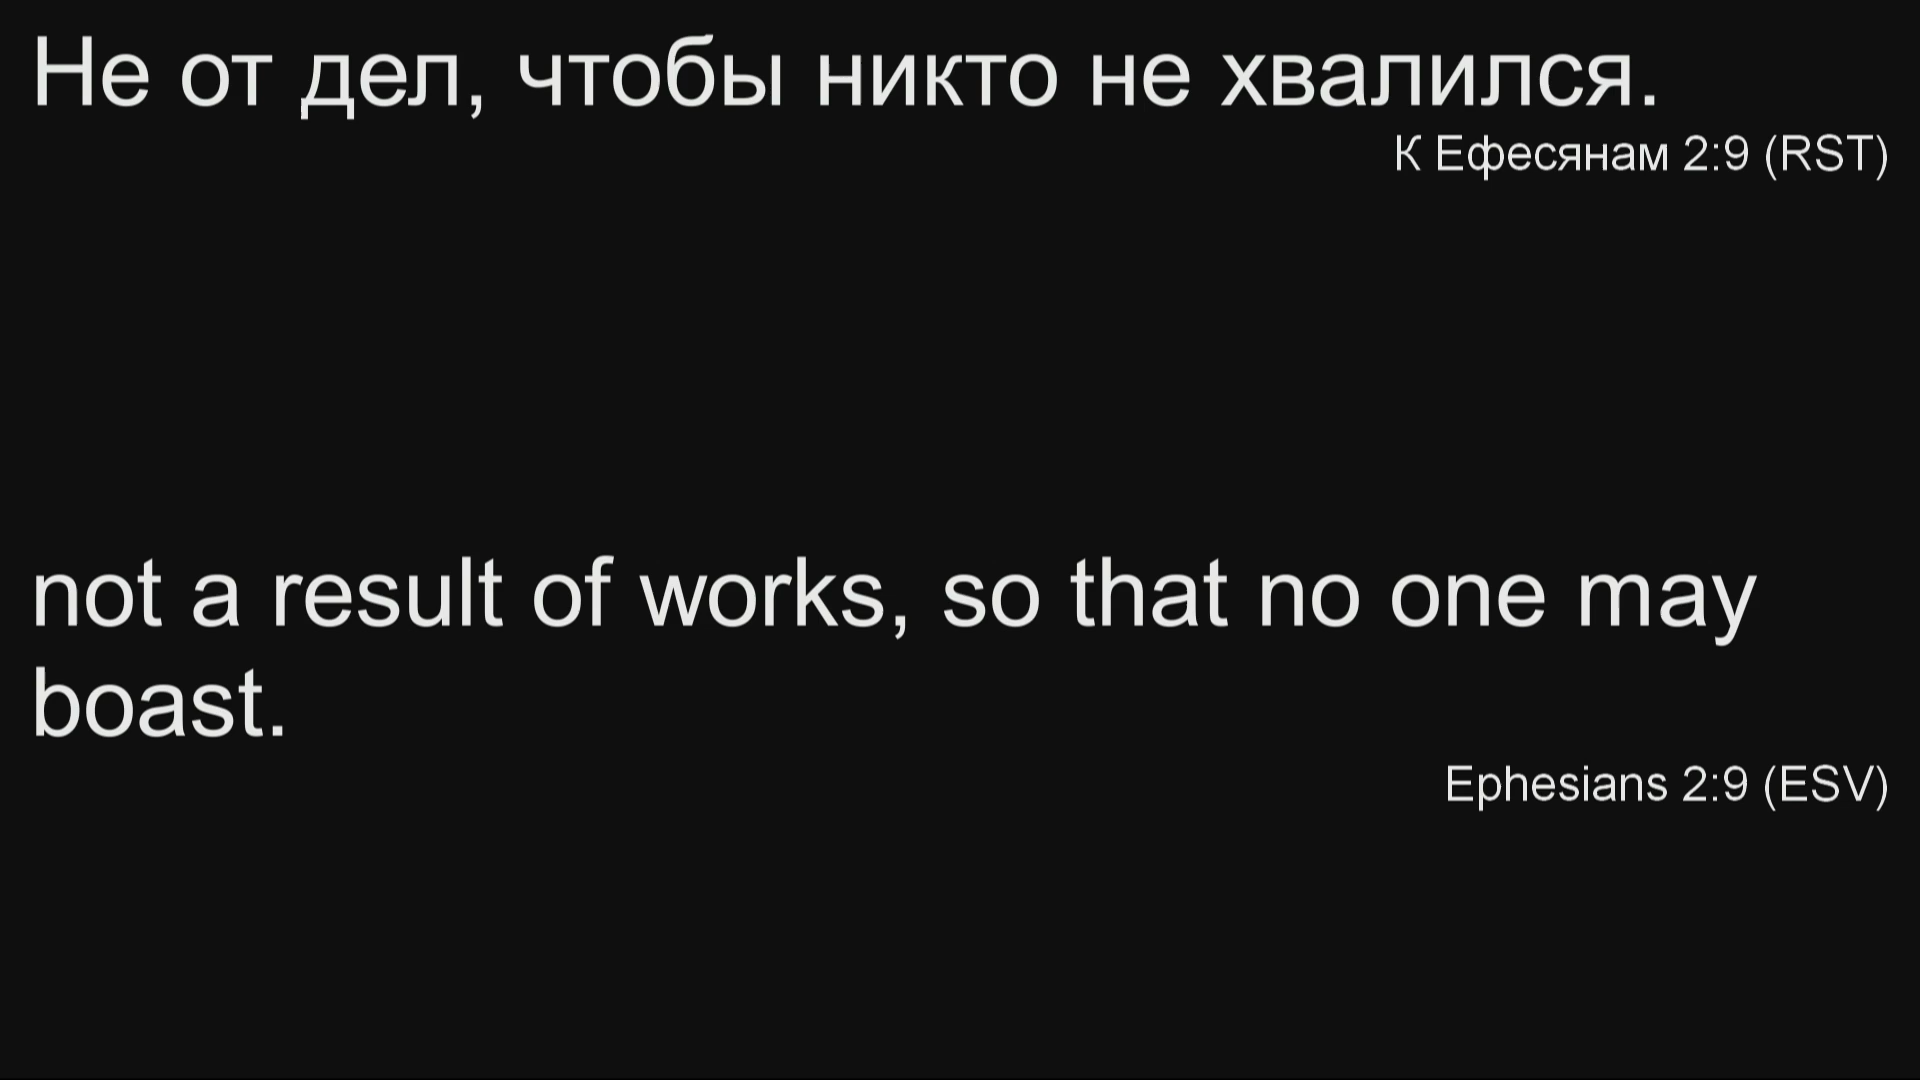 Не от дел, чтобы никто не хвалился.
К Ефесянам 2:9 (RST)
not a result of works, so that no one may
boast.
Ephesians 2:9 (ESV)